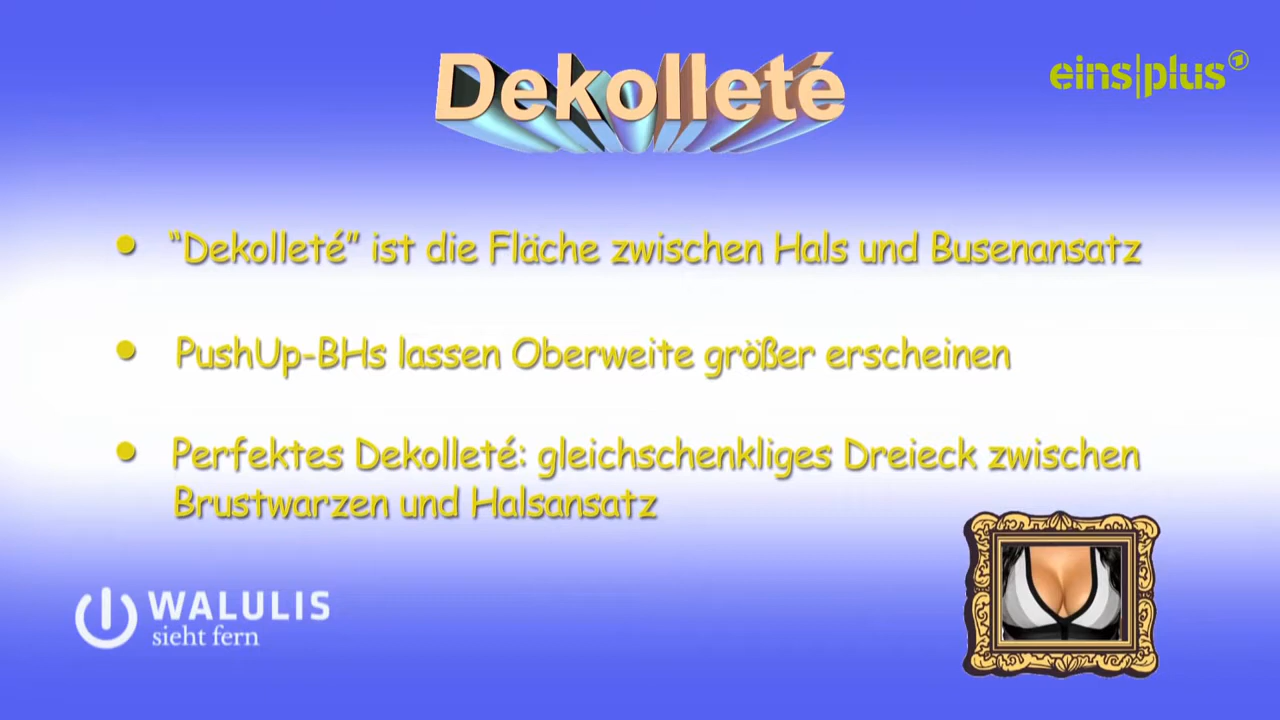 Dekolleté
eins|plus
• “Dekolleté” ist die Fläche zwischen Hals und Busenansatz
• PushUp-BHs lassen Oberweite größer erscheinen
• Perfektes Dekolleté: gleichschenkliges Dreieck zwischen
Brustwarzen und Halsansatz
WALULIS
sieht fern